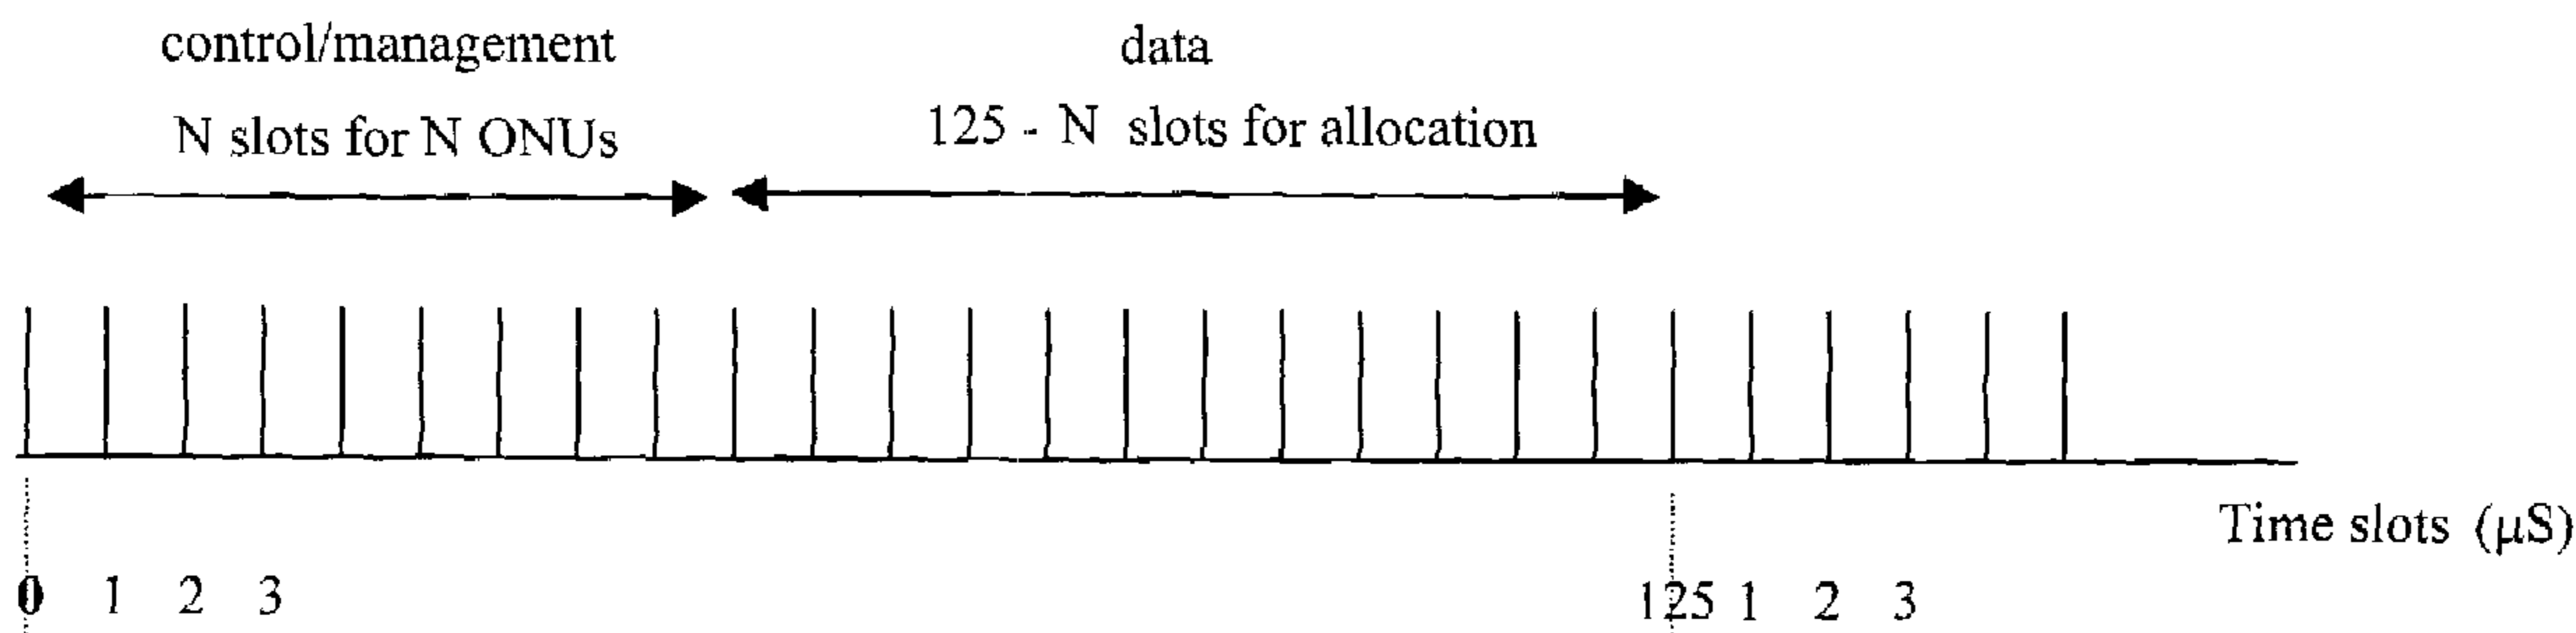 control/management
N slots for N ONUs
data
125 - N slots for allocation
Time slots (μS)
0 1 2 3
125 1 2 3